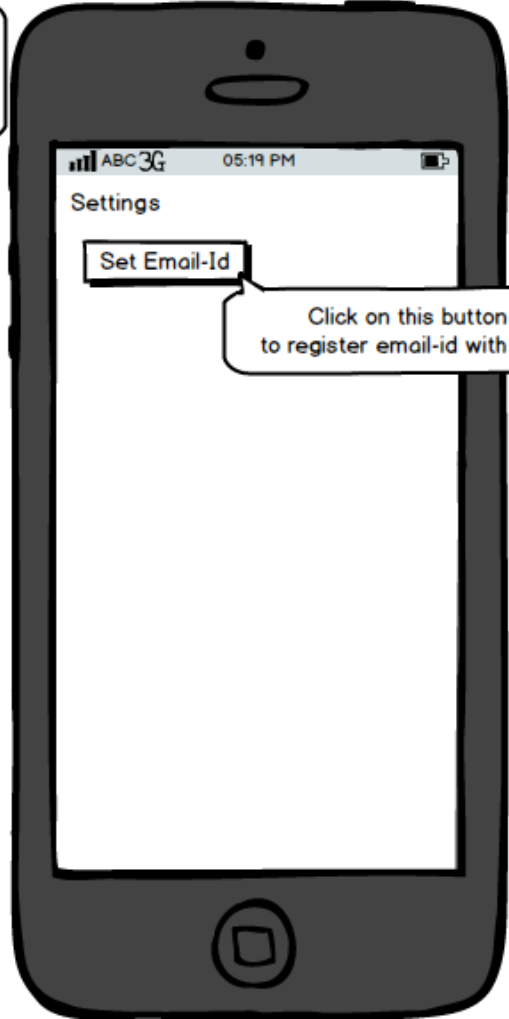 ABC 3G 05:19 PM
Settings
Set Email-Id
Click on this button
to register email-id with